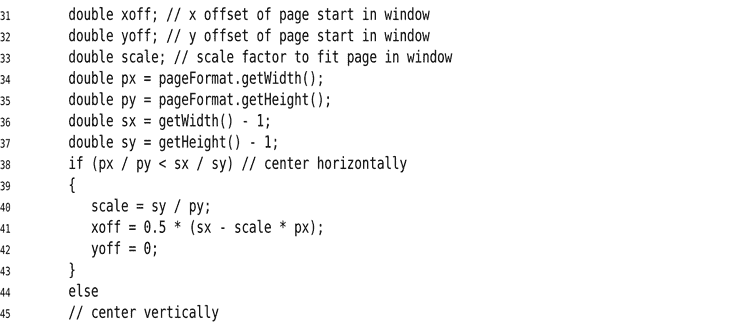 31 double xoff; // x offset of page start in window
32 double yoff; // y offset of page start in window
33 double scale; // scale factor to fit page in window
34 double px = pageFormat.getWidth();
35 double py = pageFormat.getHeight();
36 double sx = getWidth() - 1;
37 double sy = getHeight() - 1;
38 if (px / py < sx / sy) // center horizontally
39 {
40 scale = sy / py;
41 xoff = 0.5 * (sx - scale * px);
42 yoff = 0;
43 }
44 else
45 // center vertically